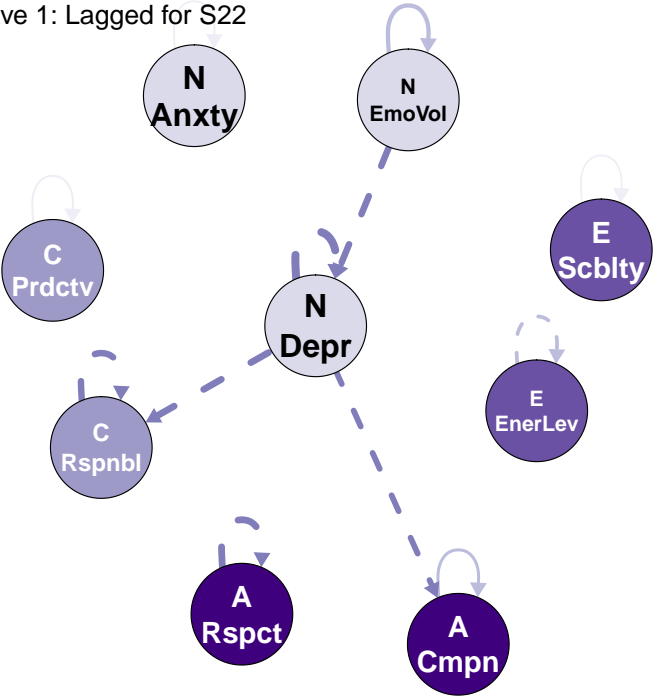 ve 1: Lagged for S22
N
Anxty
N
EmoVol
C
Prdctv
E
Scblty
N
Depr
E
EnerLev
C
Rspnbl
A
Rspct
A
Cmpn